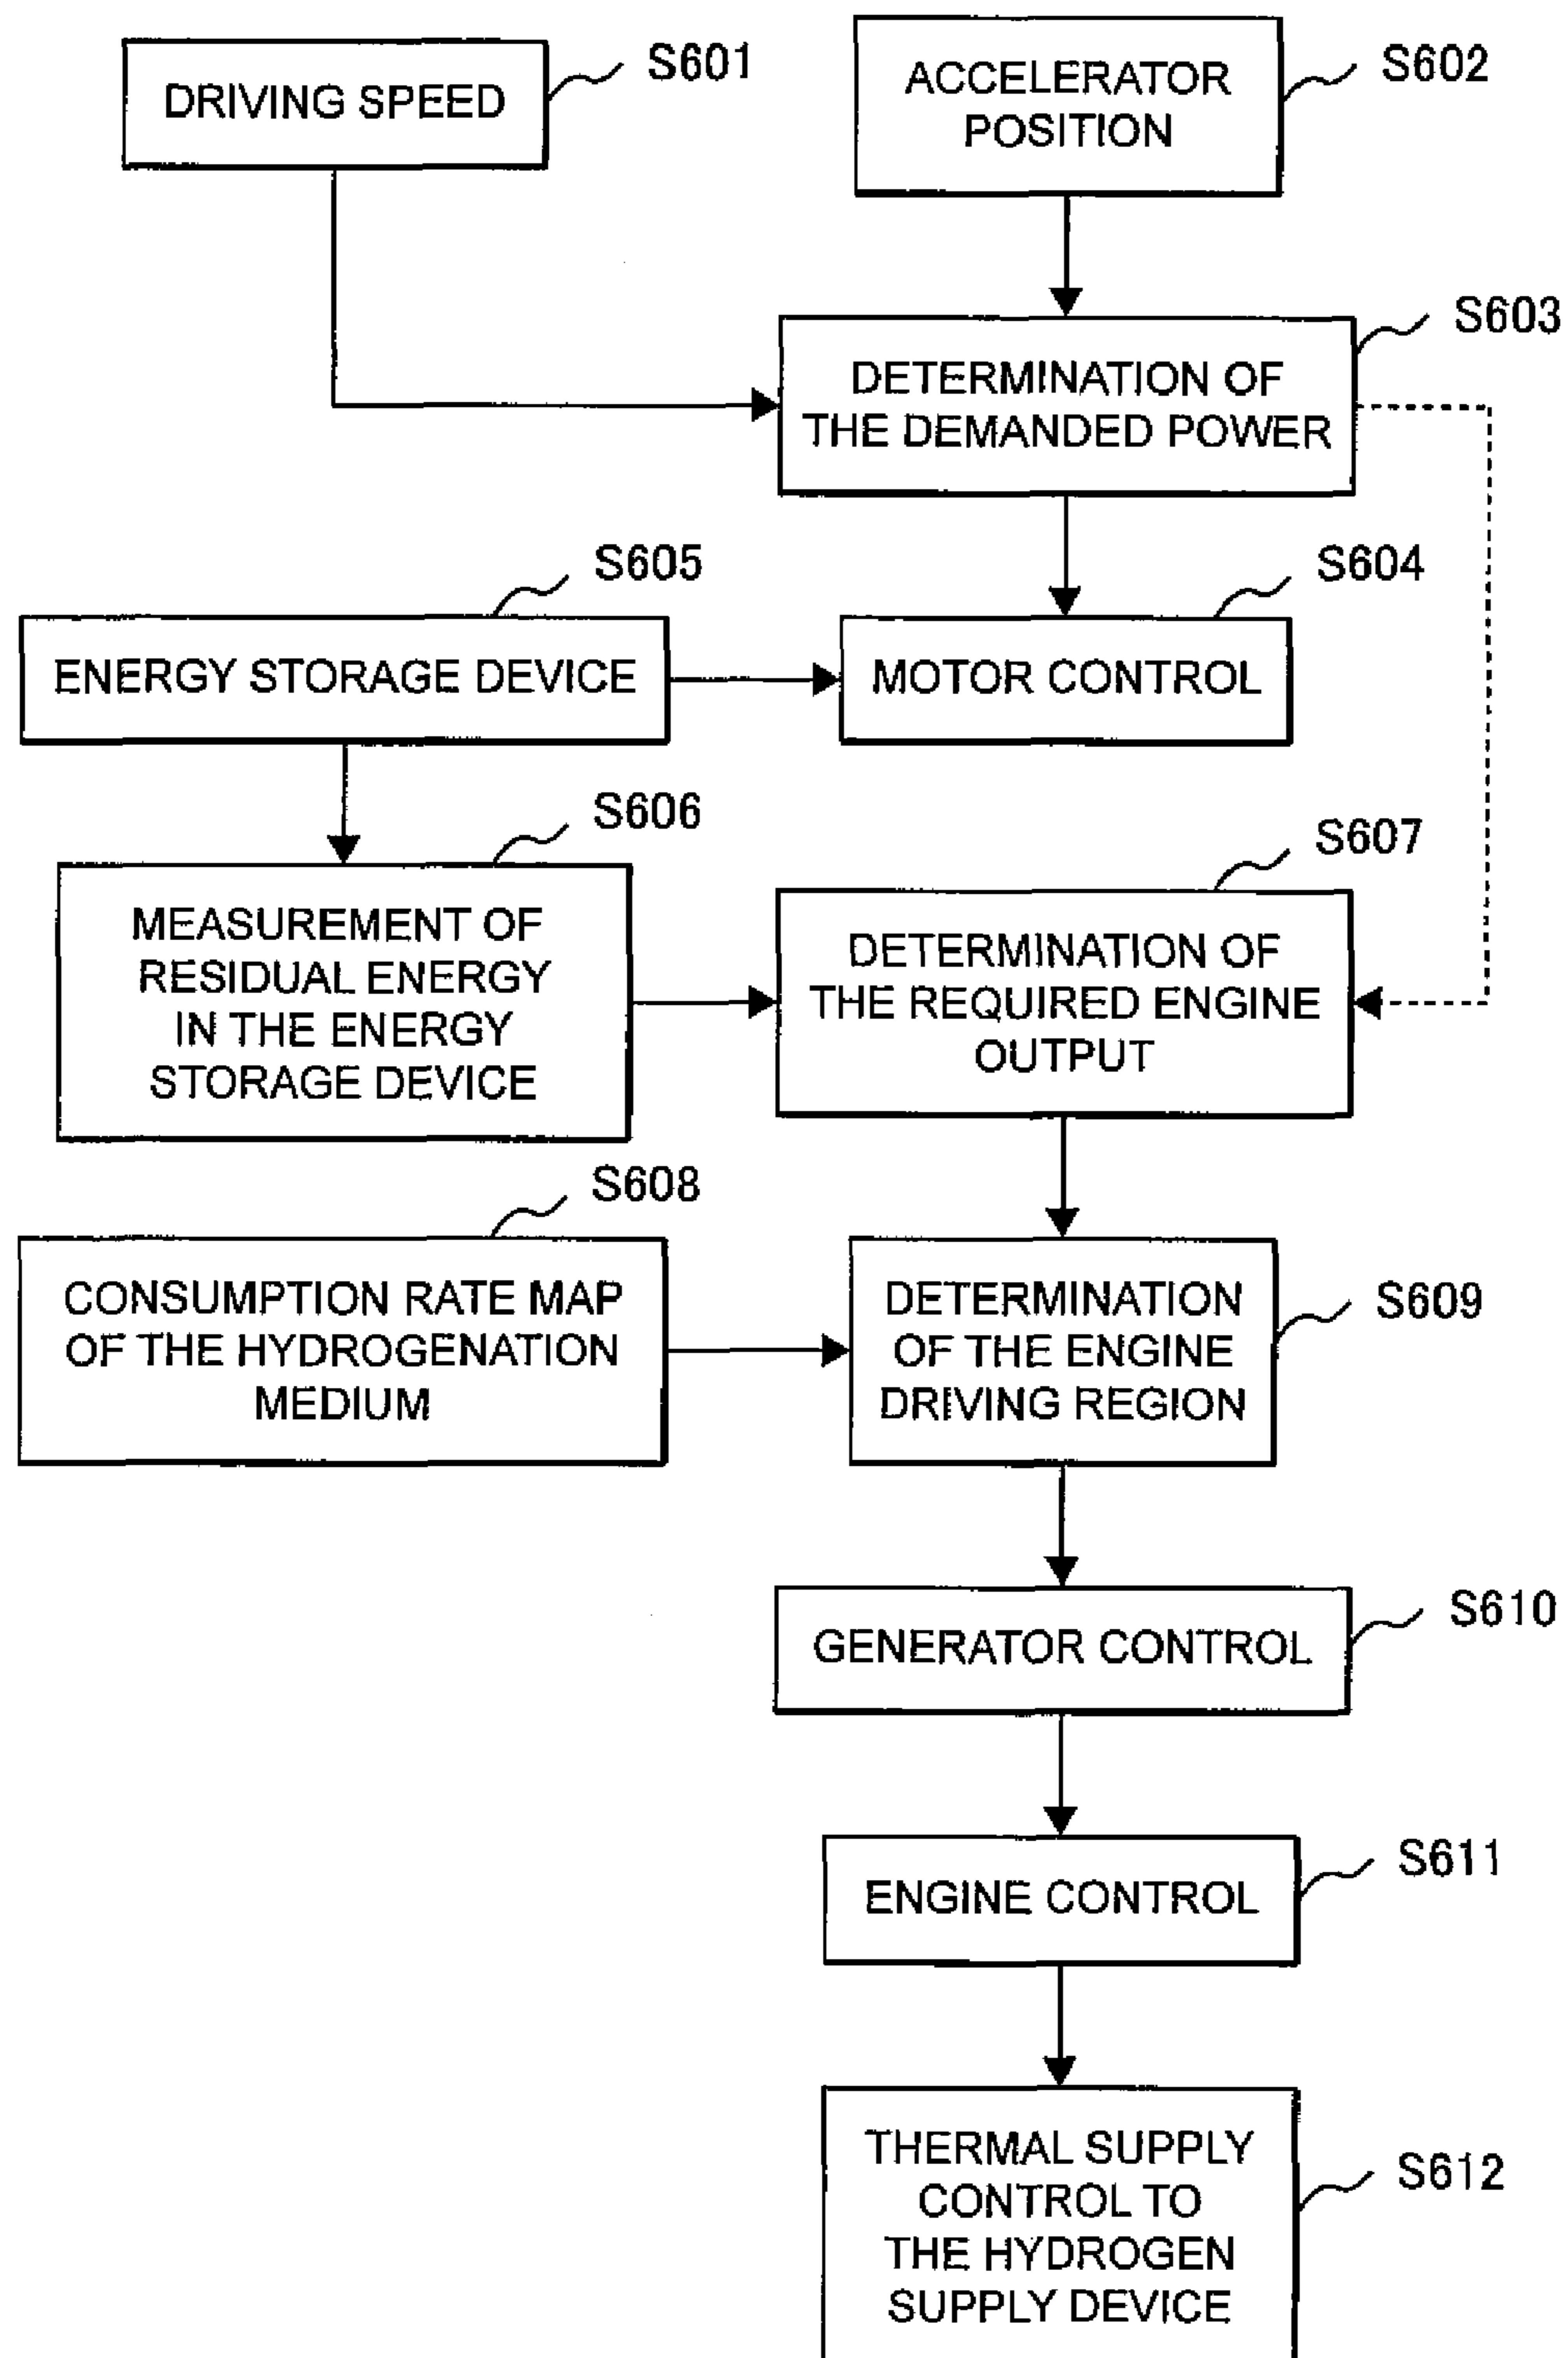 DRIVING SPEED
S601
ACCELERATOR
POSITION
S602
DETERMINATION OF
THE DEMANDED POWER
S603
ENERGY STORAGE DEVICE
S605
MOTOR CONTROL
S604
MEASUREMENT OF
RESIDUAL ENERGY
IN THE ENERGY
STORAGE DEVICE
S606
DETERMINATION OF
THE REQUIRED ENGINE
OUTPUT
S607
CONSUMPTION RATE MAP
OF THE HYDROGENATION
MEDIUM
S608
DETERMINATION
OF THE ENGINE
DRIVING REGION
S609
GENERATOR CONTROL
S610
ENGINE CONTROL
S611
THERMAL SUPPLY
CONTROL TO
THE HYDROGEN
SUPPLY DEVICE
S612